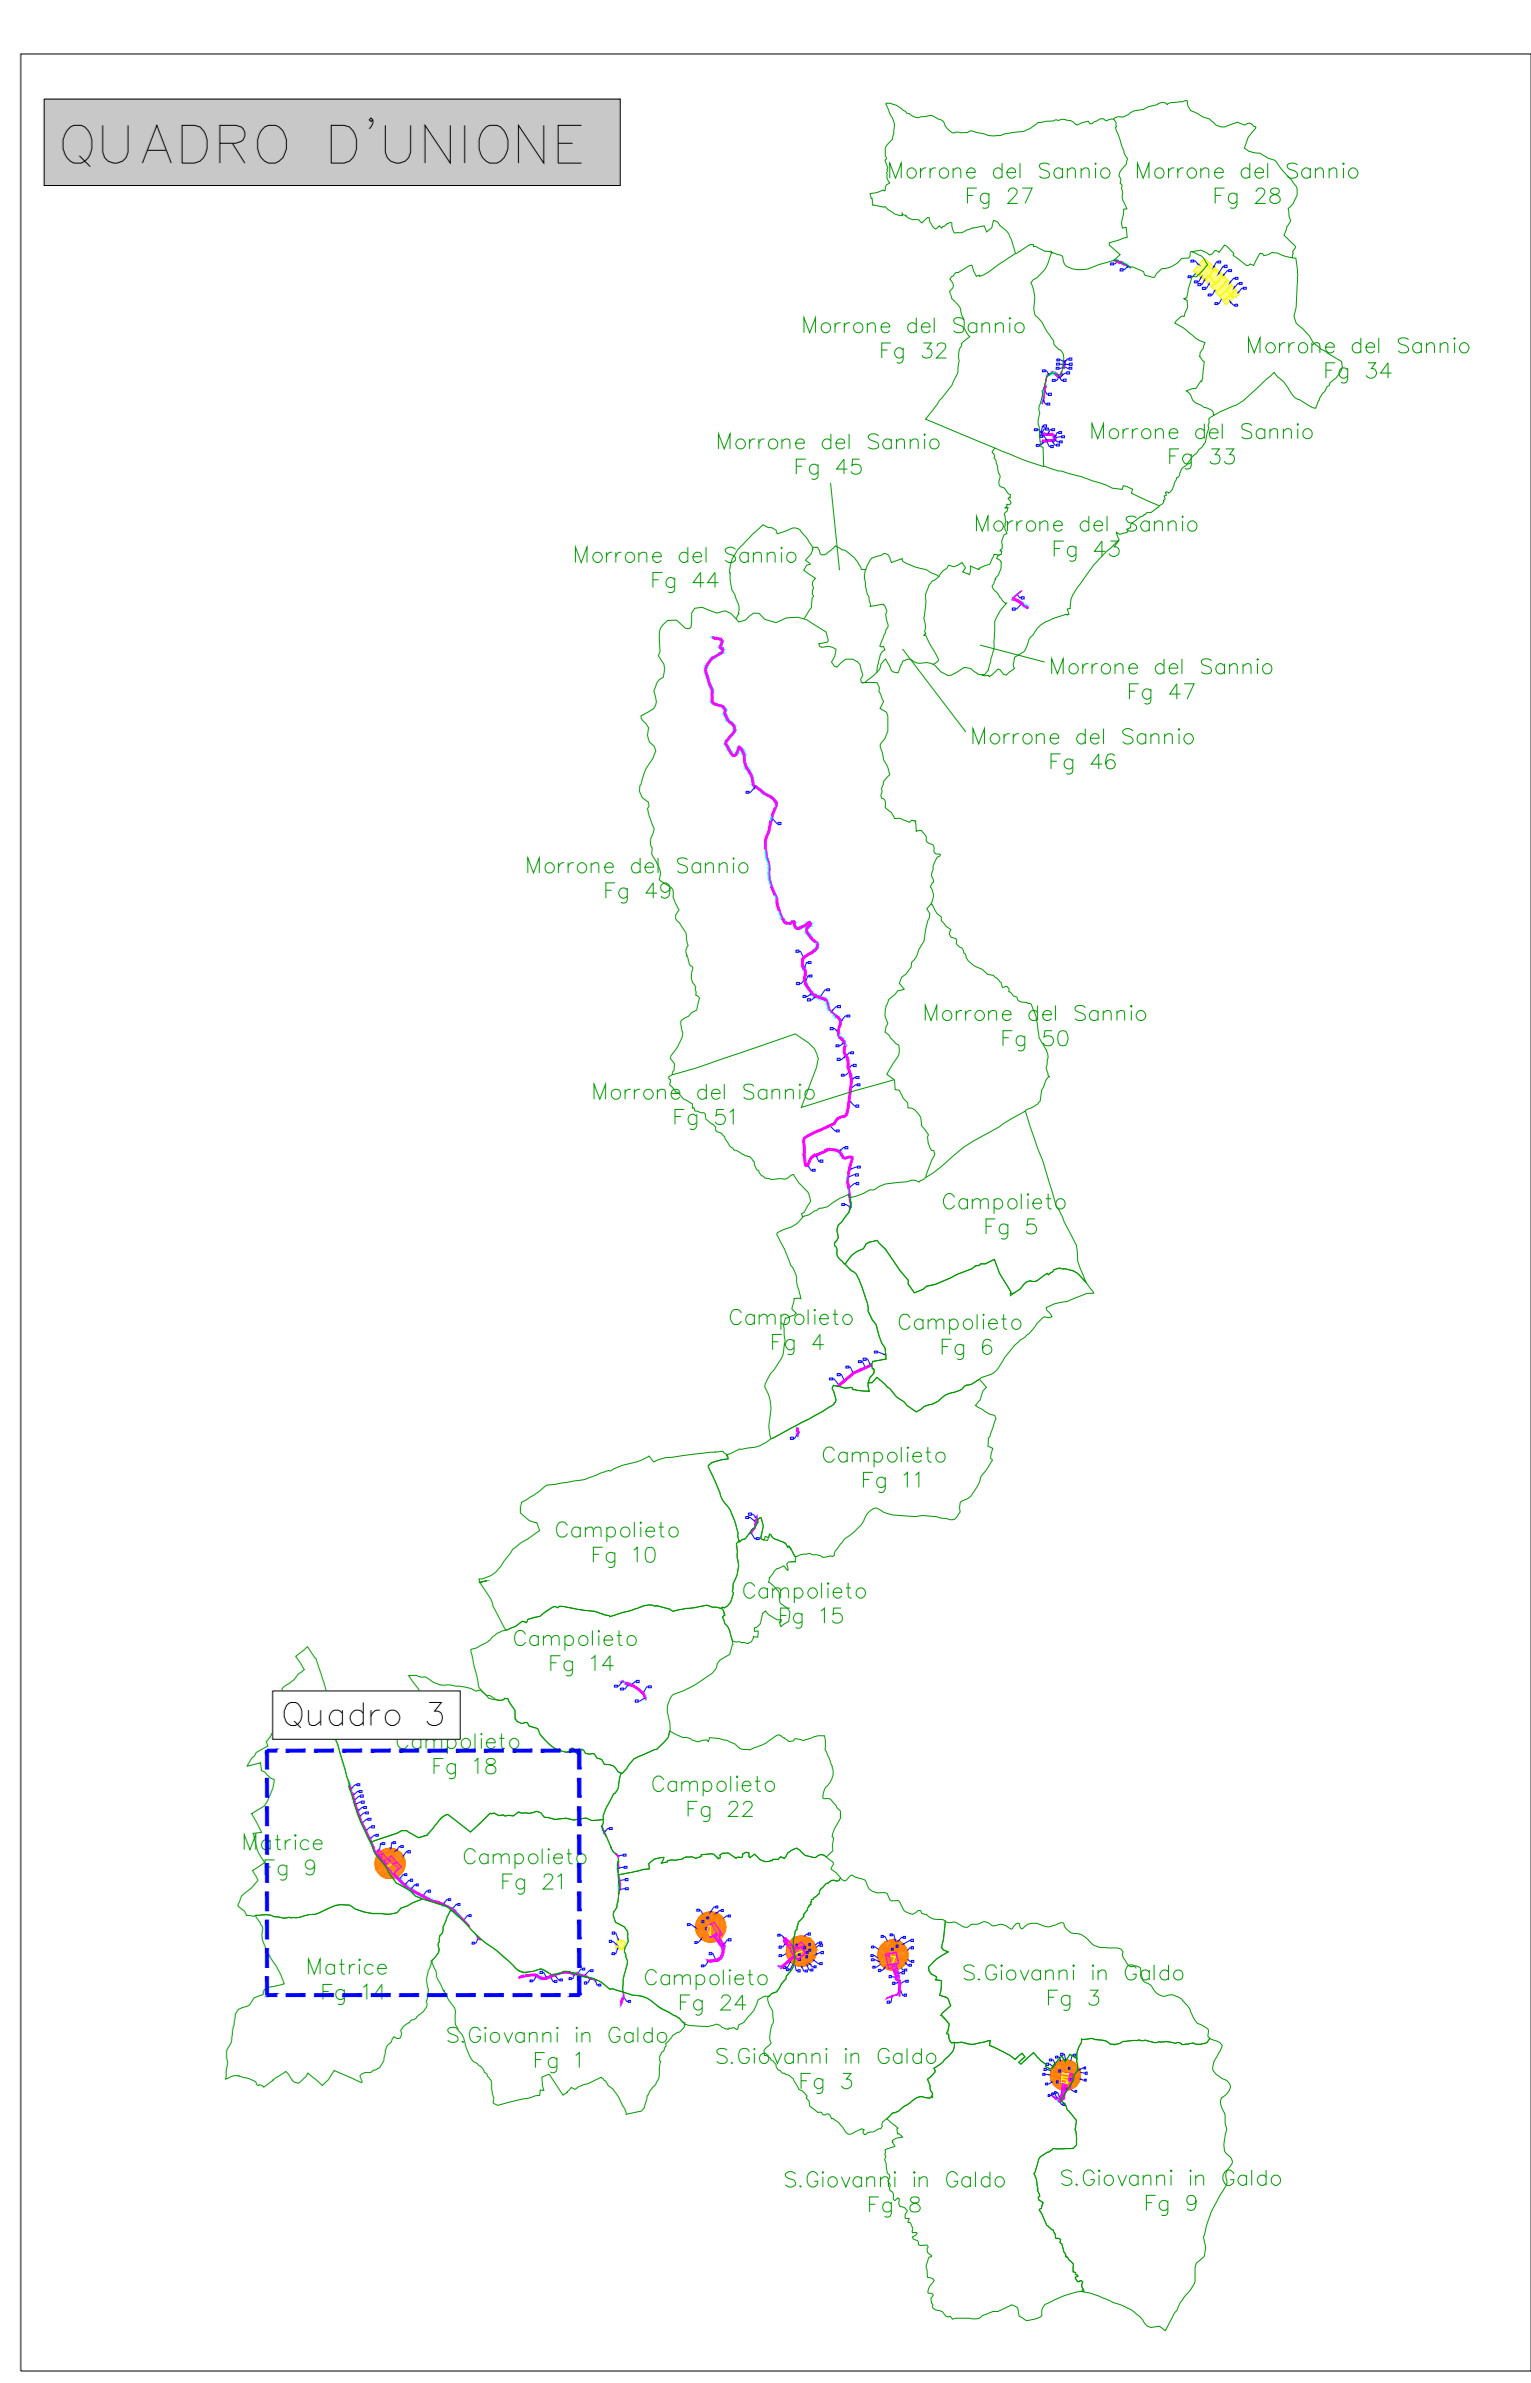 QUADRO D'UNIONE
Morrone del Sannio
Fg 27
Morrone del Sannio
Fg 28
Morrone del Sannio
Fg 32
Morrone del Sannio
Fg 34
Morrone del Sannio
Fg 33
Morrone del Sannio
Fg 45
Morrone del Sannio
Fg 43
Morrone del Sannio
Fg 44
Morrone del Sannio
Fg 47
Morrone del Sannio
Fg 46
Morrone del Sannio
Fg 49
Morrone del Sannio
Fg 50
Morrone del Sannio
Fg 51
Campolieto
Fg 5
Campolieto
Fg 4
Campolieto
Fg 6
Campolieto
Fg 11
Campolieto
Fg 10
Campolieto
Fg 15
Campolieto
Fg 14
Quadro 3
Campolieto
Fg 18
Campolieto
Fg 22
Matrice
Fg 9
Campolieto
Fg 21
Matrice
Fg 14
Campolieto
Fg 24
S.Giovanni in Galdo
Fg 3
S.Giovanni in Galdo
Fg 1
S.Giovanni in Galdo
Fg 3
S.Giovanni in Galdo
Fg 8
S.Giovanni in Galdo
Fg 9